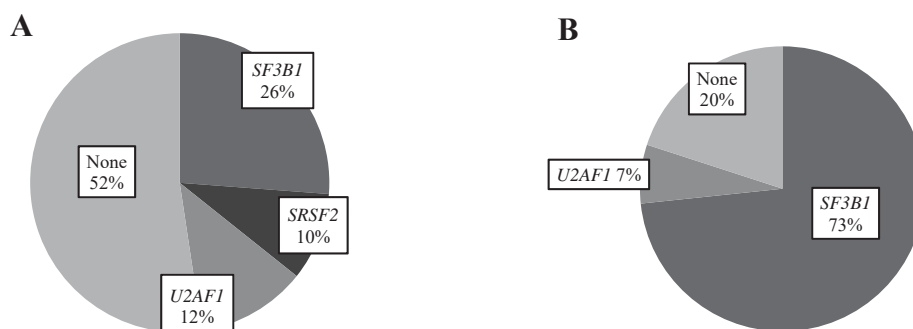 A
SF3B1
26%
None
52%
SRSF2
10%
U2AF1
12%
B
None
20%
U2AF1 7%
SF3B1
73%